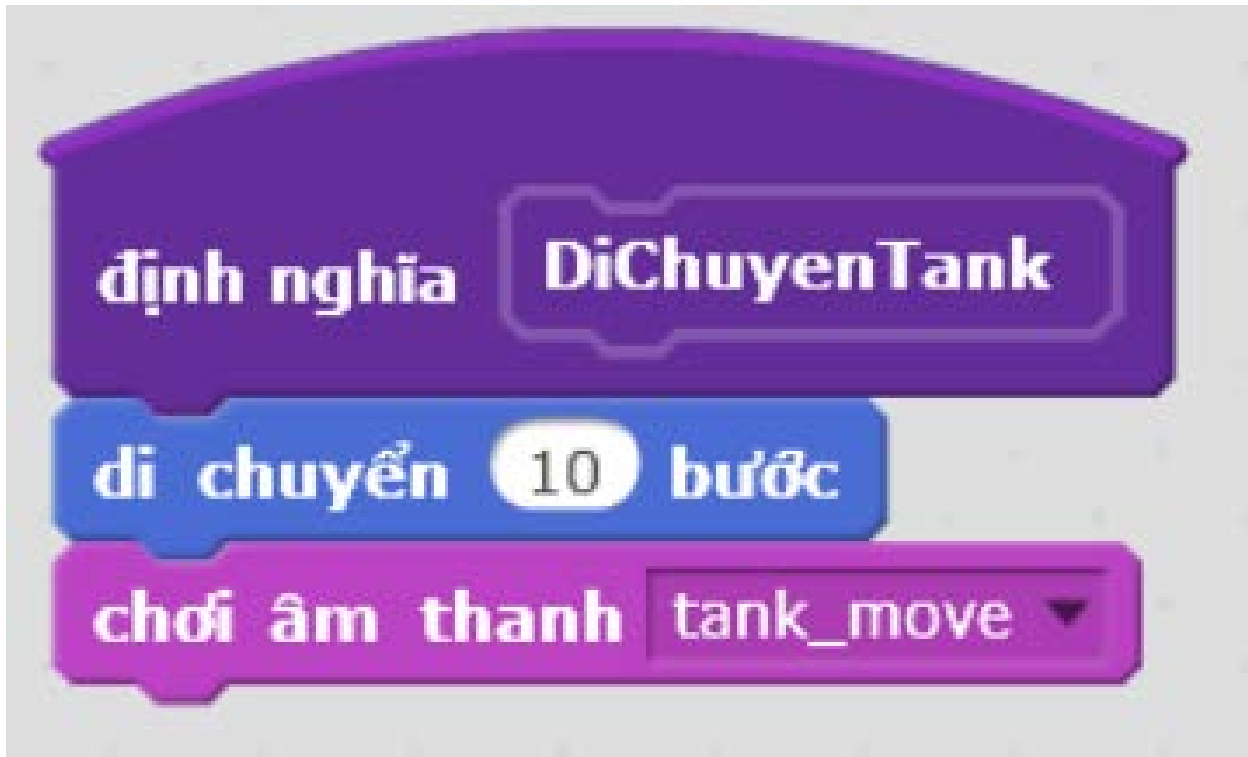 định nghĩa DiChuyenTank
di chuyển 10 bước
chơi âm thanh tank_move